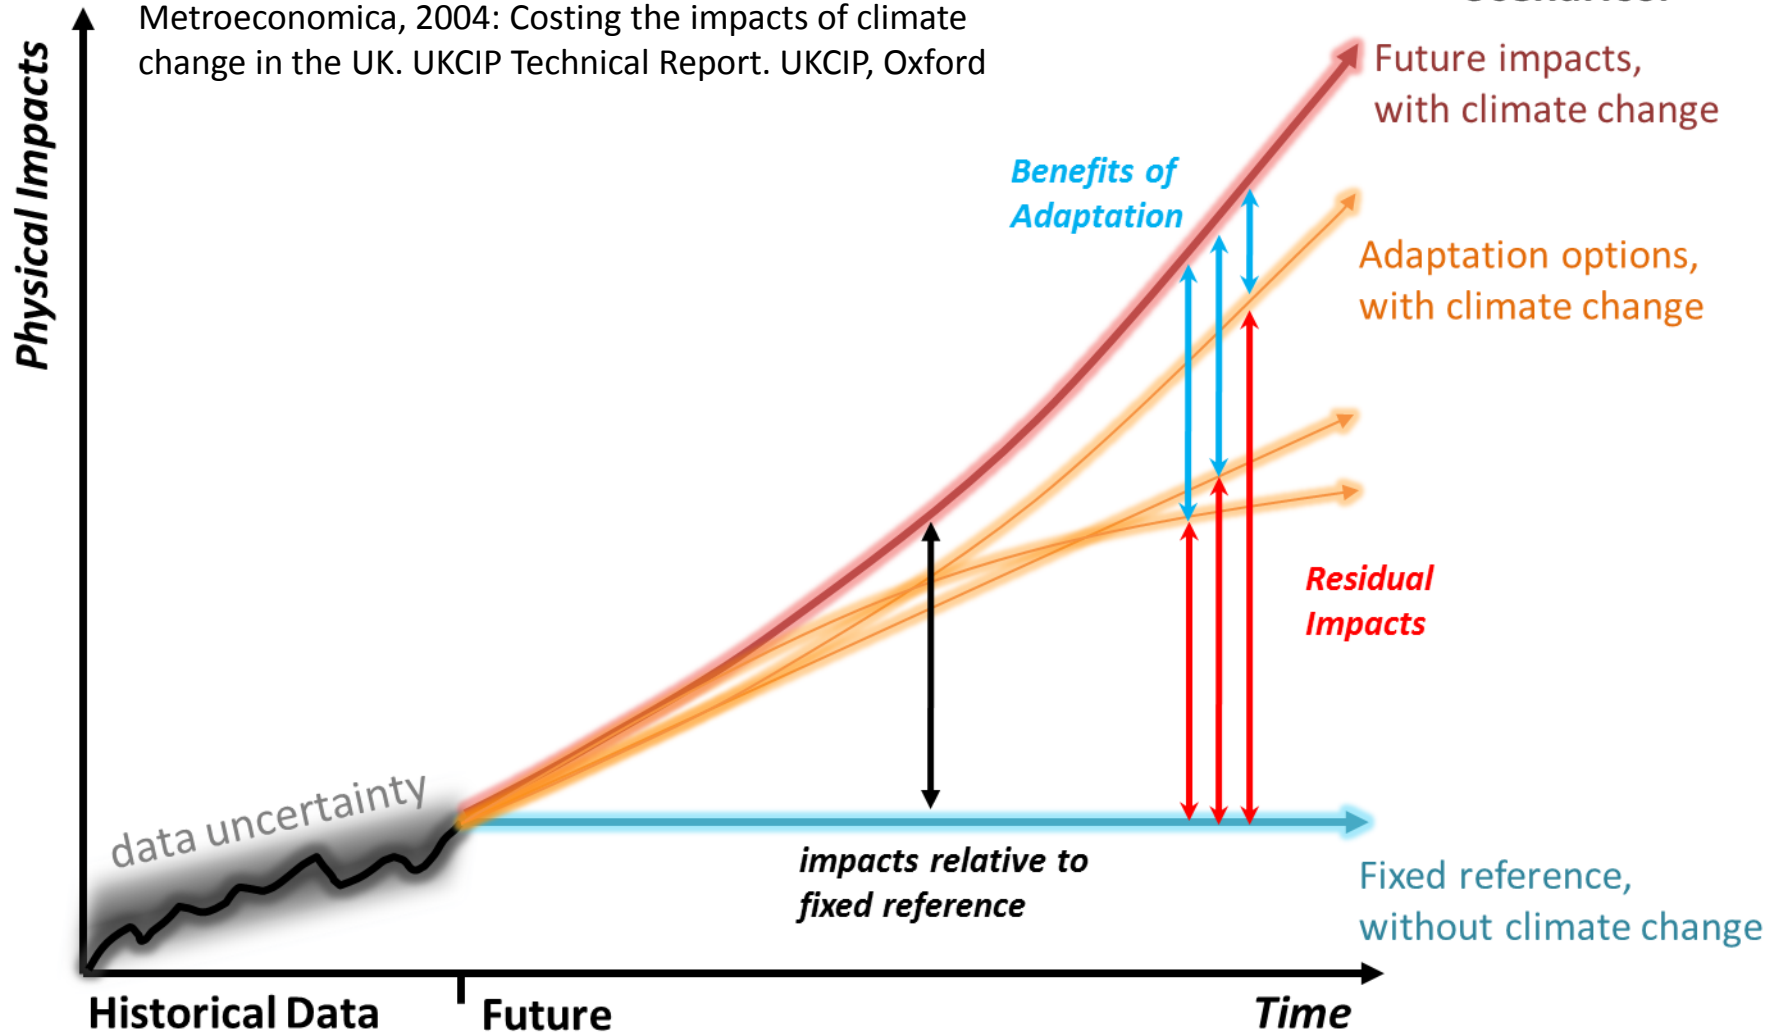 Metroeconomica, 2004: Costing the impacts of climate
change in the UK. UKCIP Technical Report. UKCIP, Oxford
Physical Impacts
Future impacts,
with climate change
Benefits of
Adaptation
Adaptation options,
with climate change
Residual
Impacts
data uncertainty
impacts relative to
fixed reference
Fixed reference,
without climate change
Historical Data
Future
Time